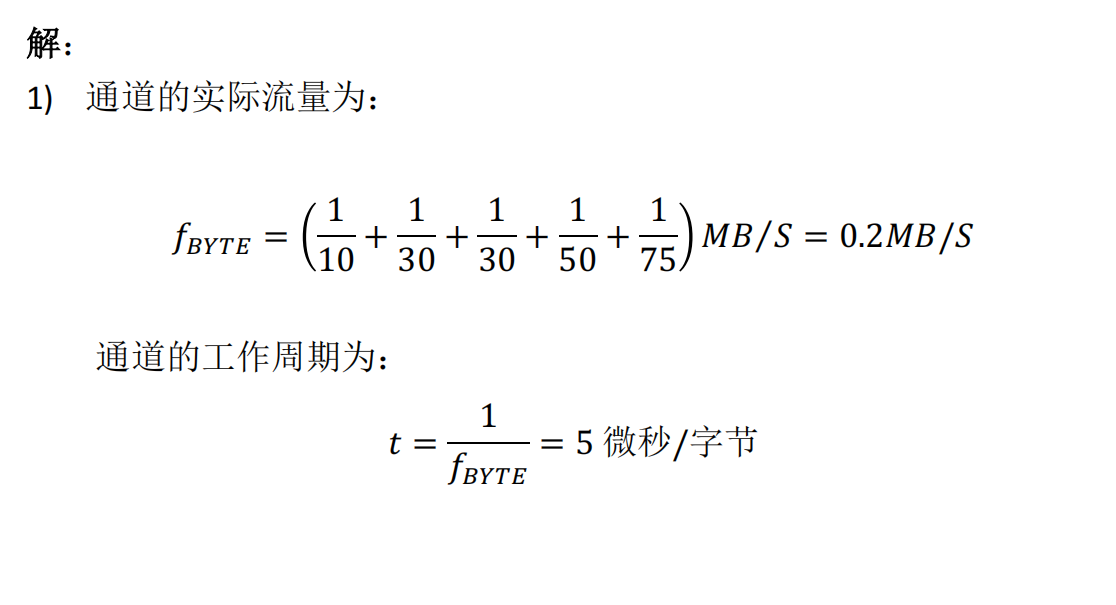 解：
1) 通道的实际流量为：
f_{BYTE} = (\frac{1}{10} + \frac{1}{30} + \frac{1}{30} + \frac{1}{50} + \frac{1}{75}) MB/S = 0.2MB/S
通道的工作周期为：
t = \frac{1}{f_{BYTE}} = 5 微秒/字节